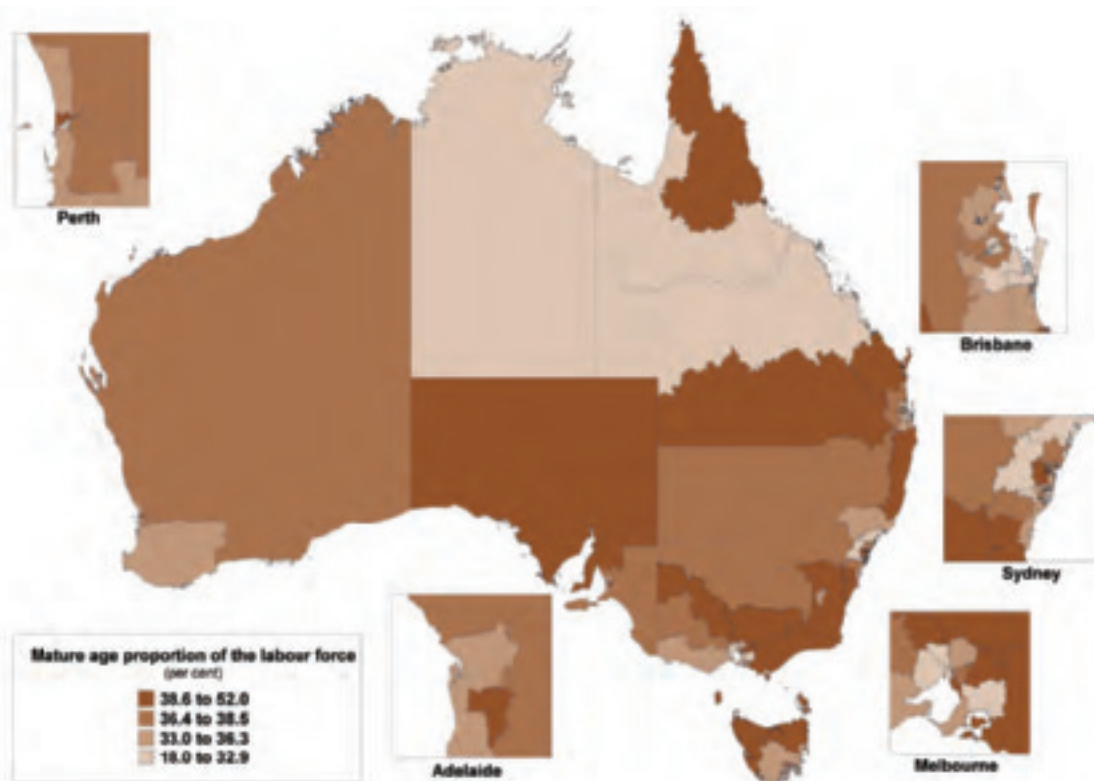 Perth
Brisbane
Sydney
Mature age proportion of the labour force
(per cent)
38.6 to 52.0
36.4 to 38.5
33.0 to 36.3
18.0 to 32.9
Adelaide
Melbourne